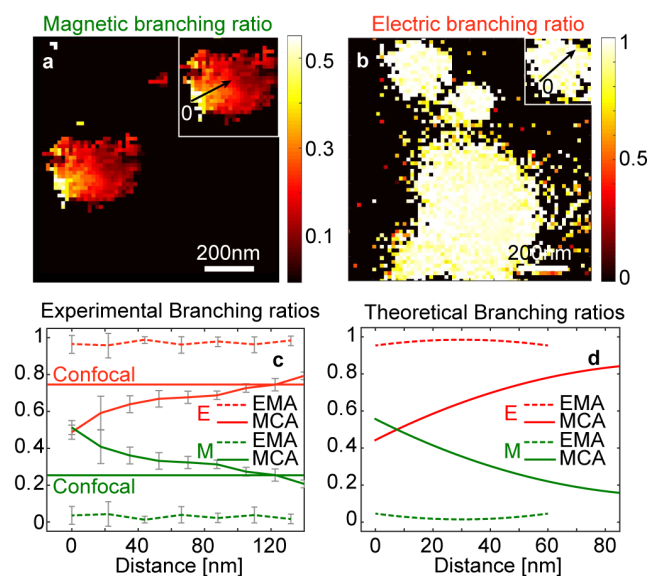 Magnetic branching ratio
Electric branching ratio
a
0
200nm
0.5
0.3
0.1
b
0
200nm
1
0.5
0
Experimental Branching ratios
1
0.8
0.6
0.4
0.2
0
Confocal
c
E
EMA
MCA
M
EMA
MCA
Confocal
0 40 80 120
Distance [nm]
Theoretical Branching ratios
1
0.8
0.6
0.4
0.2
0
d
E
EMA
MCA
M
EMA
MCA
0 20 40 60 80
Distance [nm]